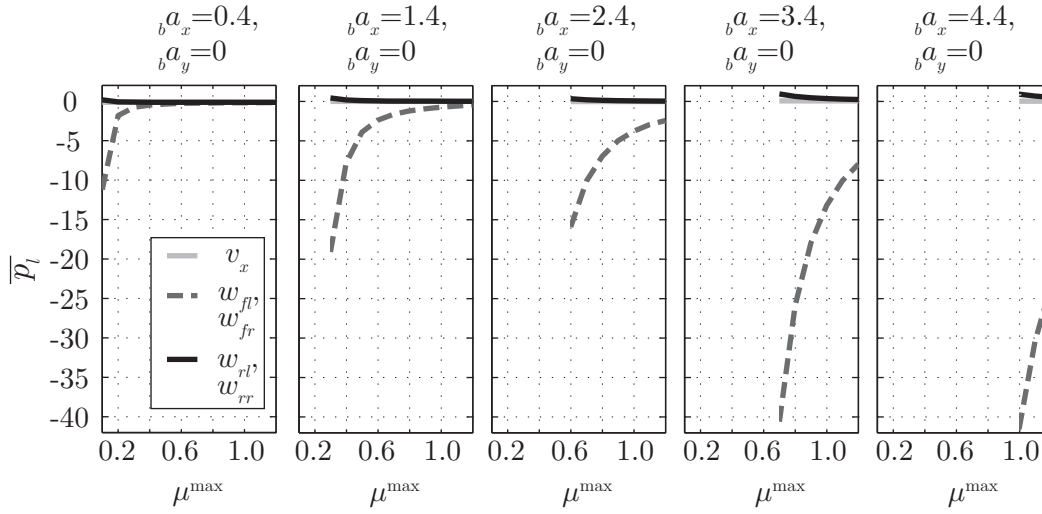 ba_x=0.4, ba_x=1.4, ba_x=2.4, ba_x=3.4, ba_x=4.4,
ba_y=0 ba_y=0 ba_y=0 ba_y=0 ba_y=0
0
-5
-10
-15
-20
-25
-30
-35
-40
p_l
v_x
w_fl,
w_fr
w_rl,
w_rr
0.2 0.6 1.0 0.2 0.6 1.0 0.2 0.6 1.0 0.2 0.6 1.0 0.2 0.6 1.0
μ^max μ^max μ^max μ^max μ^max